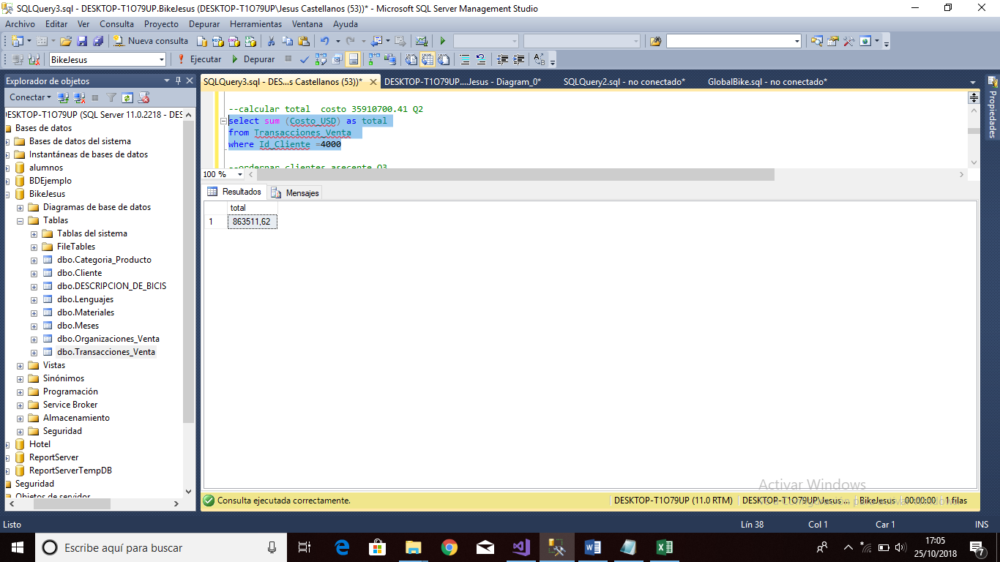 SQLQuery3.sql - DESKTOP-T1O79UP.BikeJesus (DESKTOP-T1O79UP\Jesus Castellanos (53))* - Microsoft SQL Server Management Studio
Archivo Editar Ver Consulta Proyecto Depurar Herramientas Ventana Ayuda
Nueva consulta
BikeJesus Ejecutar Depurar
Explorador de objetos
SQLQuery3.sql - DES...s Castellanos (53))* DESKTOP-T1O79UP....Jesus - Diagram_0* SQLQuery2.sql - no conectado* GlobalBike.sql - no conectado*
Propiedades
Conectar
DESKTOP-T1O79UP (SQL Server 11.0.2218 - DES
Bases de datos
Bases de datos del sistema
Instantáneas de bases de datos
alumnos
BDEjemplo
BikeJesus
Diagramas de base de datos
Tablas
Tablas del sistema
FileTables
dbo.Categoria_Producto
dbo.Cliente
dbo.DESCRIPCION_DE_BICIS
dbo.Lenguajes
dbo.Materiales
dbo.Meses
dbo.Organizaciones_Venta
dbo.Transacciones_Venta
Vistas
Sinónimos
Programación
Service Broker
Almacenamiento
Seguridad
Hotel
ReportServer
ReportServerTempDB
Seguridad
Objetos de servidor
--calcular total  costo 35910700.41 Q2
select sum (Costo_USD) as total
from Transacciones_Venta
where Id_Cliente =4000
--ordernar clientes asecente Q3
100 %
Resultados Mensajes
total
1 863511,62
Activar Windows
Consulta ejecutada correctamente. DESKTOP-T1O79UP (11.0 RTM) DESKTOP-T1O79UP\Jesus ... BikeJesus 00:00:00 1 filas
Listo Lín 38 Col 1 Car 1 INS
Escribe aquí para buscar
17:05
25/10/2018
7